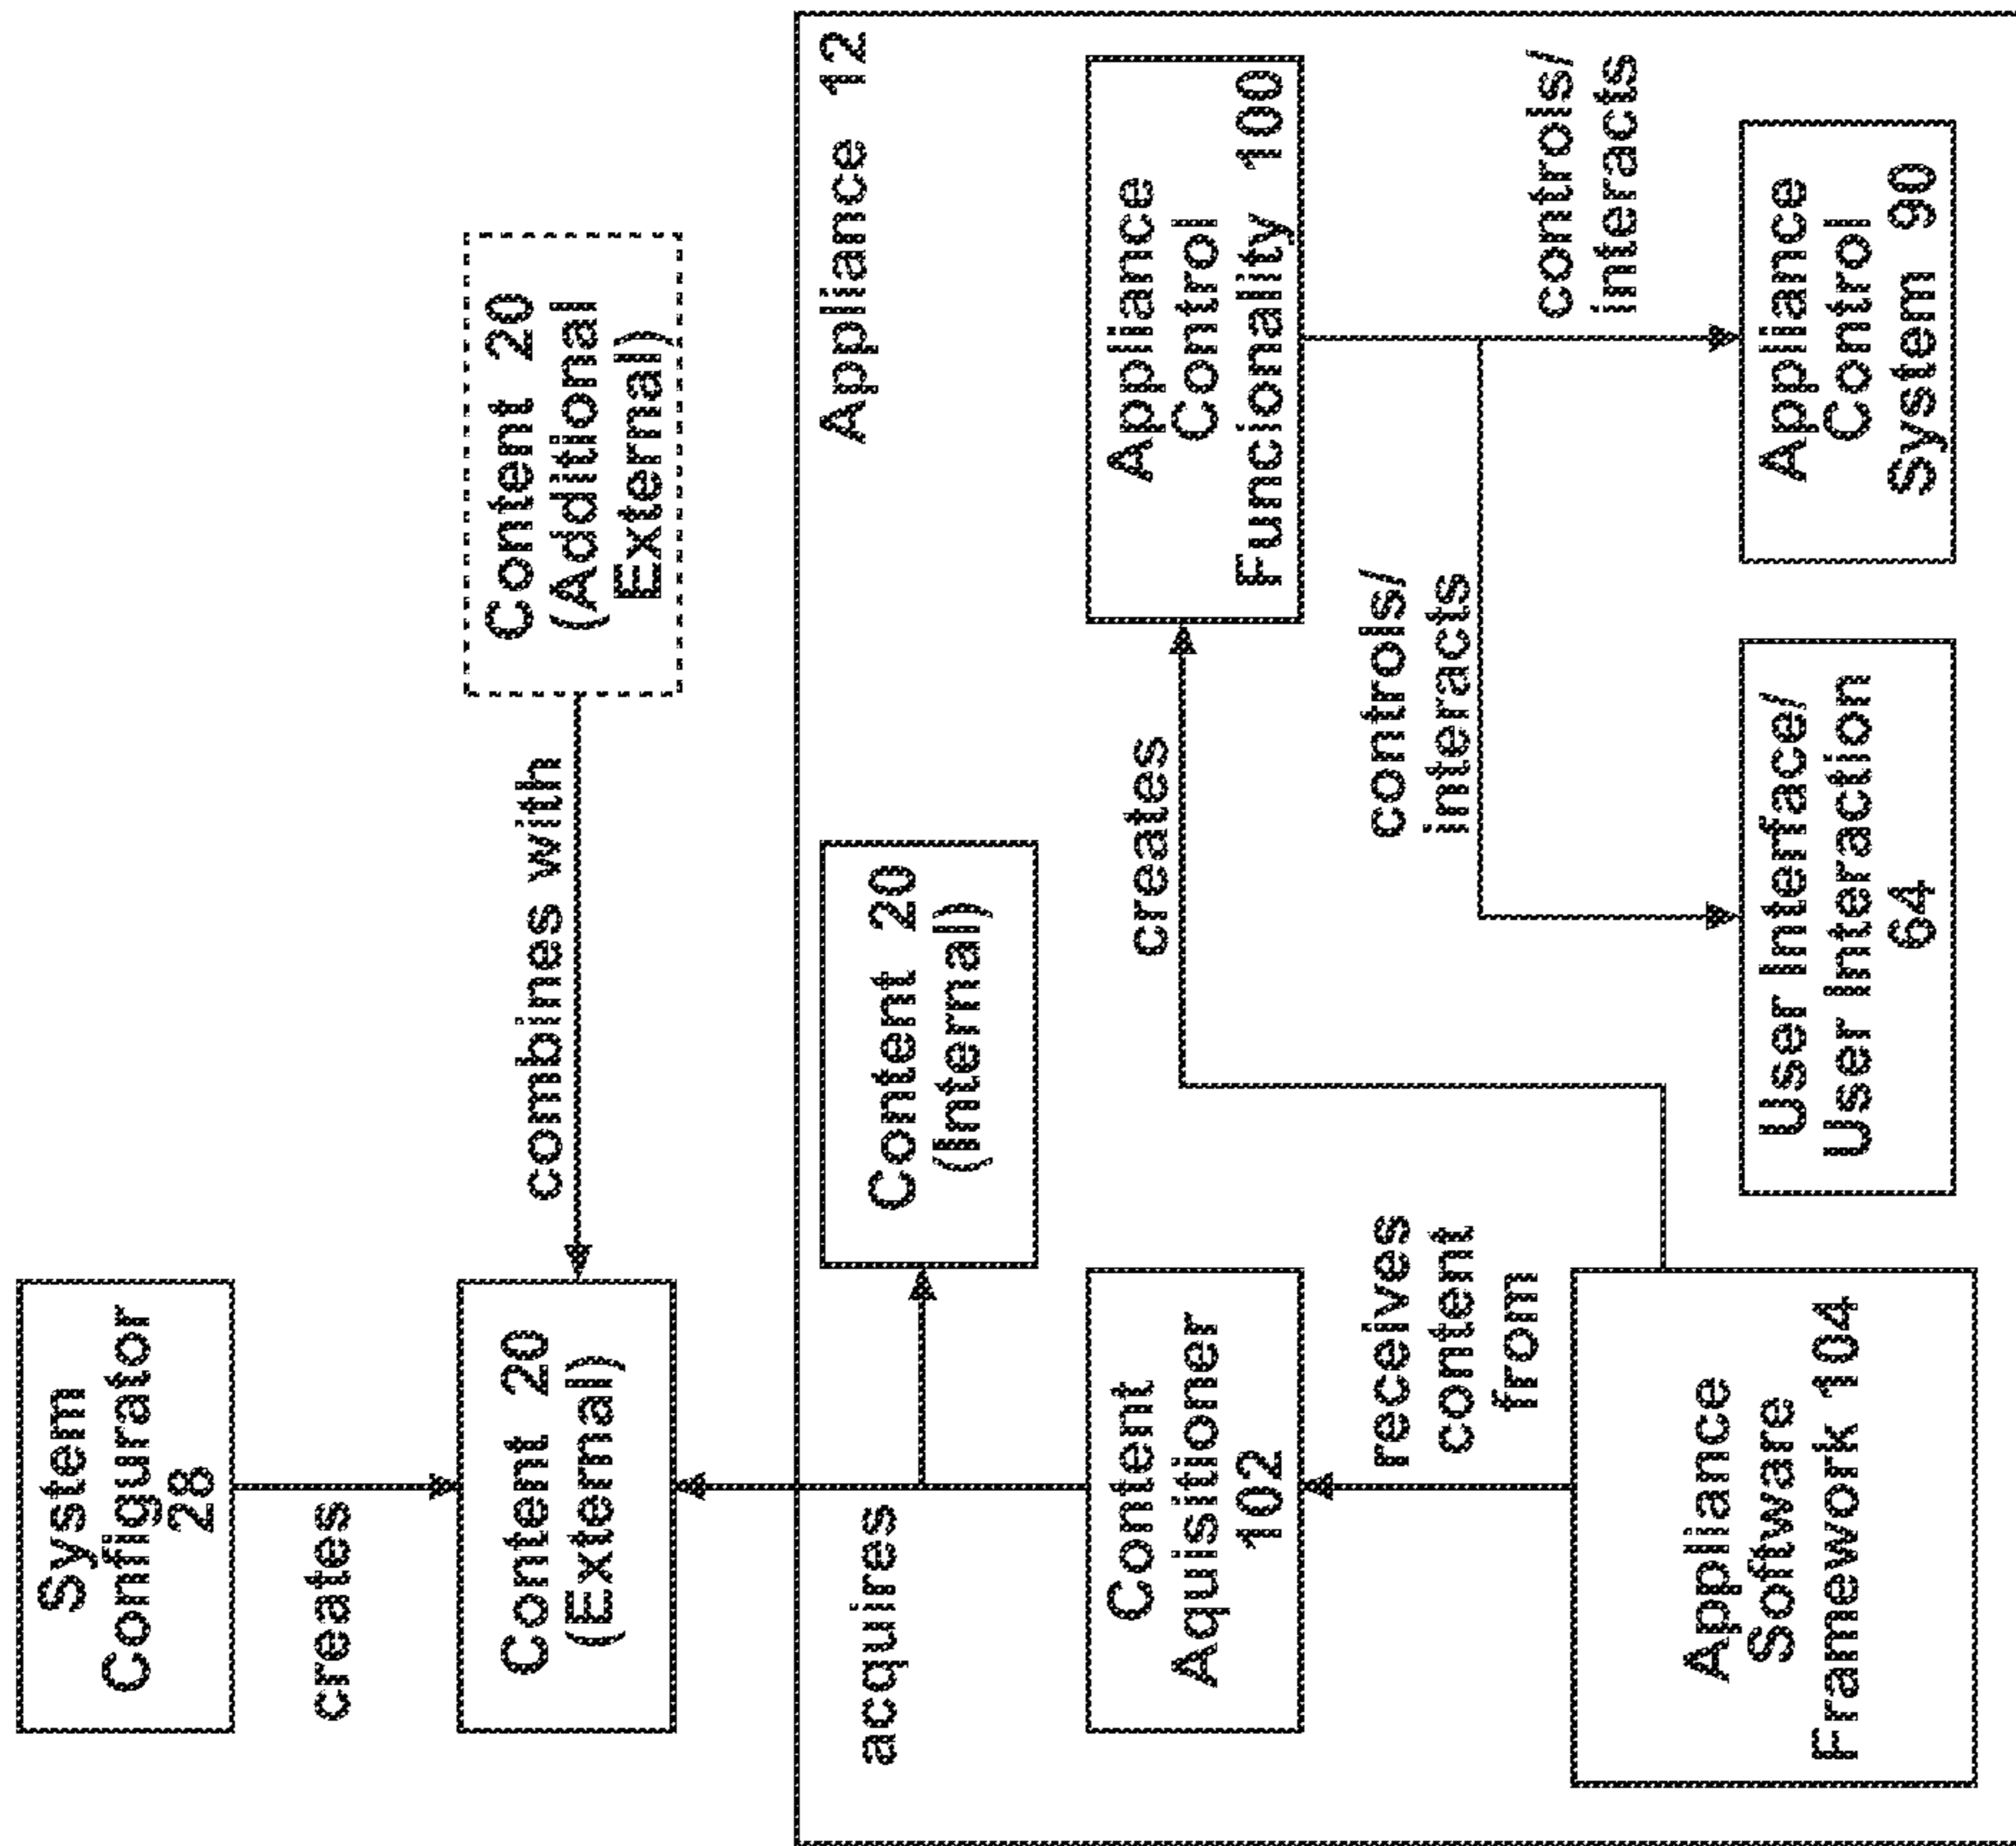 System
Configurator
28
creates
Content 20
(External)
combines with
Content 20
(Additional
External)
Appliance 12
acquires
Content 20
(Internal)
Content
Aquisitioner
102
creates
Appliance
Control
Funcionality 100
receives
content
from
controls/
interacts
controls/
interacts
Appliance
Software
Framework 104
User Interface/
User Interaction
64
Appliance
Control
System 90